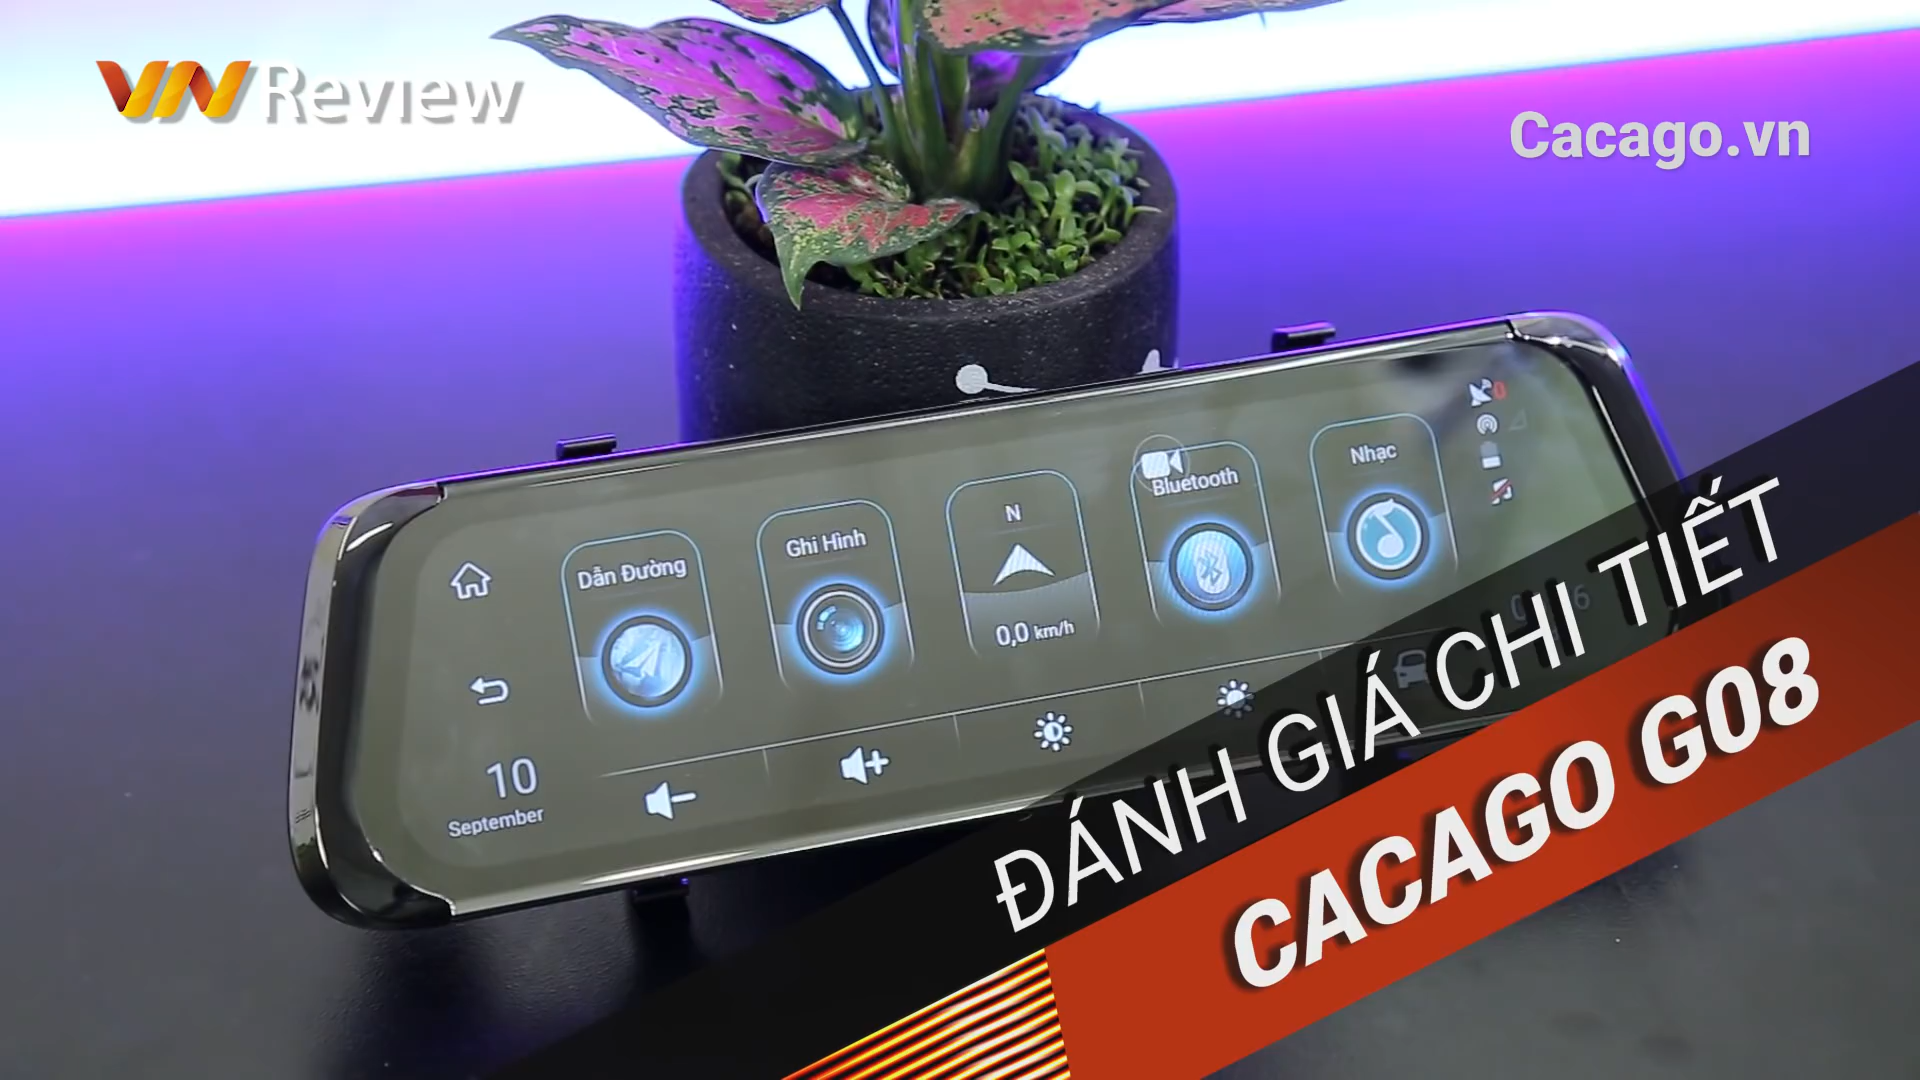 VN Review
Cacago.vn
Dẫn Đường
Ghi Hình
N
0,0 km/h
Bluetooth
Nhạc
0
10
September
ĐÁNH GIÁ CHI TIẾT
CACAGO G08